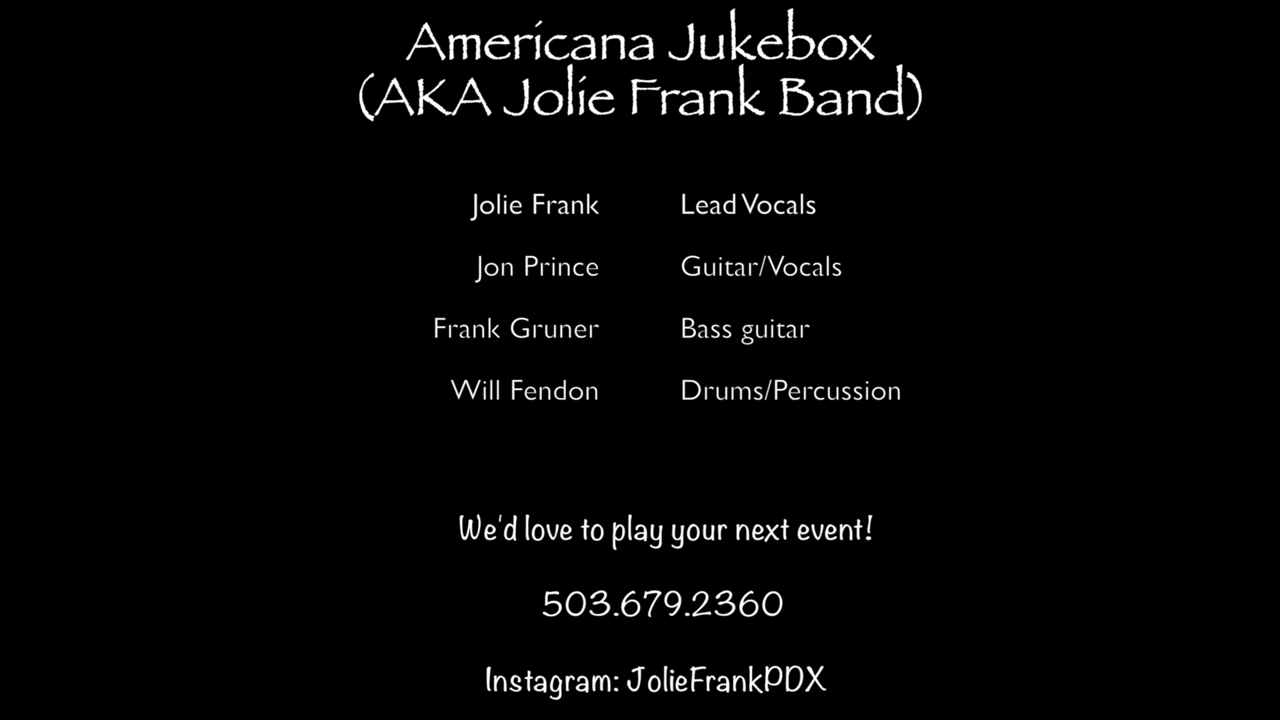 Americana Jukebox
(AKA Jolie Frank Band)
Jolie Frank Lead Vocals
Jon Prince Guitar/Vocals
Frank Gruner Bass guitar
Will Fendon Drums/Percussion
We'd love to play your next event!
503.679.2360
Instagram: JolieFrankPDX